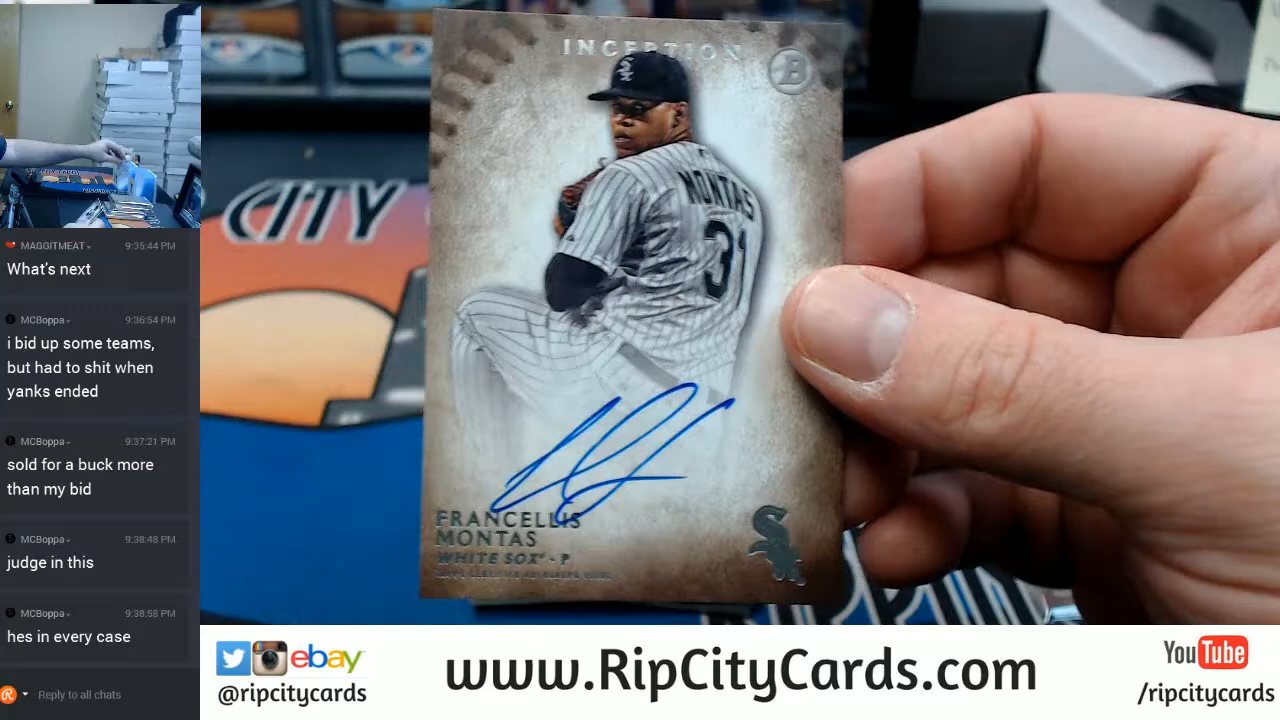 MAGGITMEAT 9:35:44 PM
What's next
MCBoppa 9:36:54 PM
i bid up some teams,
but had to shit when
yanks ended
MCBoppa 9:37:21 PM
sold for a buck more
than my bid
MCBoppa 9:38:48 PM
judge in this
MCBoppa 9:38:58 PM
hes in every case
Reply to all chats
INCEPTION
B
MONTAS
31
CITY
FRANCELLIS
MONTAS
WHITE SOX - P
SOX
ebay
@ripcitycards
www.RipCityCards.com
YouTube
/ripcitycards